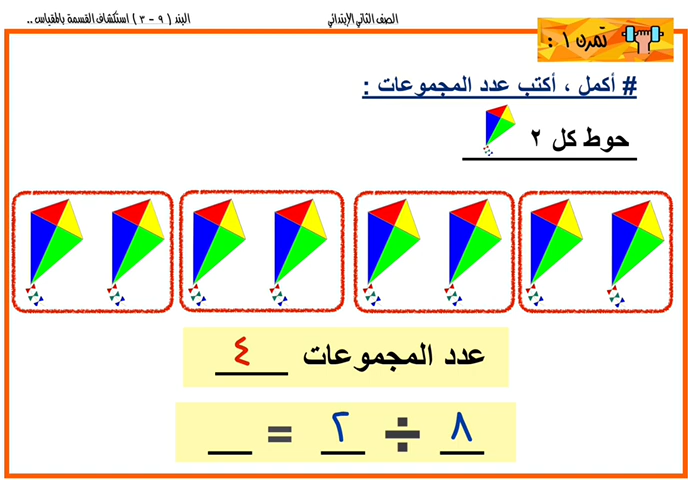 الصف الثاني الإبتدائي
البند ( ٩ - ٣ ) استكشاف القسمة بالمقياس ..
تمرن ١ :
# أكمل ، أكتب عدد المجموعات :
حوط كل ٢
عدد المجموعات ٤
٨ ÷ ٢ = __